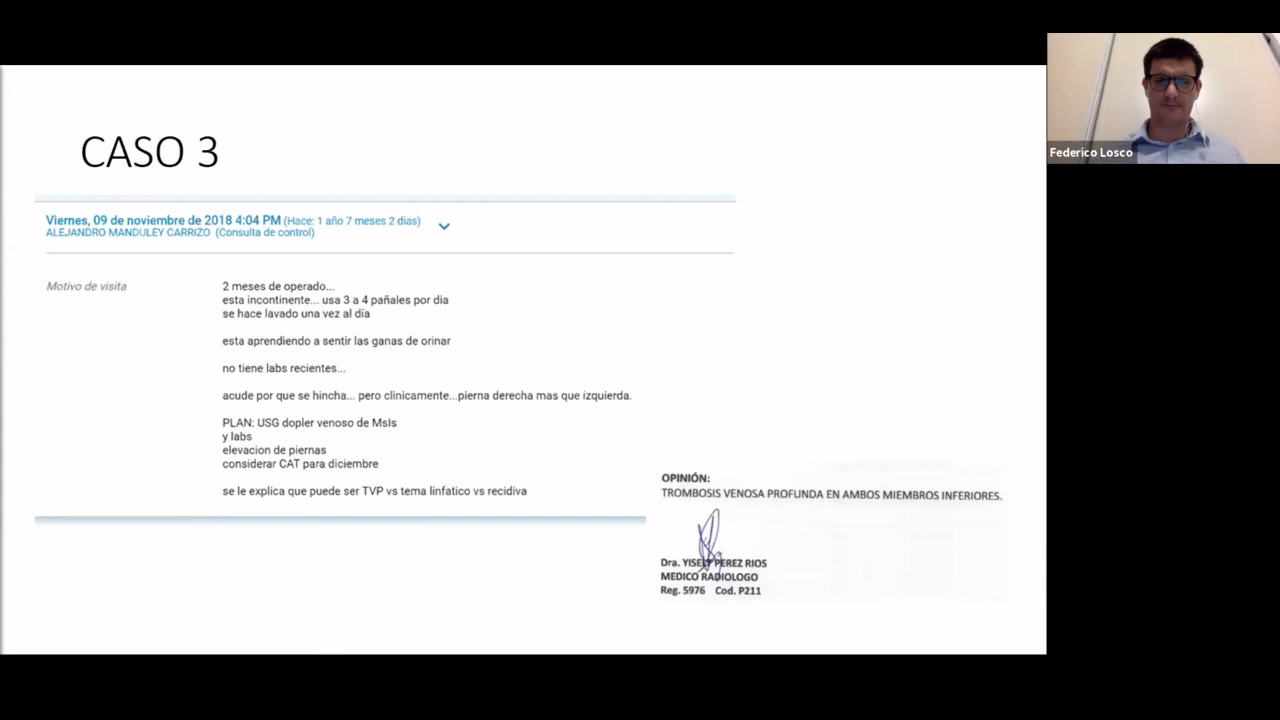 CASO 3
Viernes, 09 de noviembre de 2018 4:04 PM (Hace: 1 año 7 meses 2 días)
ALEJANDRO MANDULEY CARRIZO (Consulta de control)
Motivo de visita
2 meses de operado...
esta incontinente... usa 3 a 4 pañales por dia
se hace lavado una vez al día
esta aprendiendo a sentir las ganas de orinar
no tiene labs recientes...
acude por que se hincha... pero clinicamente...pierna derecha mas que izquierda.
PLAN: USG dopler venoso de MsIs
y labs
elevacion de piernas
considerar CAT para diciembre
se le explica que puede ser TVP vs tema linfatico vs recidiva
OPINIÓN:
TROMBOSIS VENOSA PROFUNDA EN AMBOS MIEMBROS INFERIORES.
Dra. YISELY PEREZ RIOS
MEDICO RADIOLOGO
Reg. 5976 Cod. P211
Federico Losco